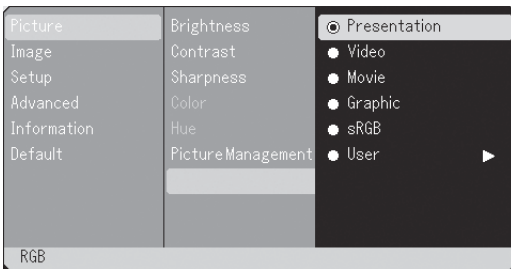 Picture
Image
Setup
Advanced
Information
Default
Brightness
Contrast
Sharpness
Color
Hue
Picture Management
Presentation
Video
Movie
Graphic
sRGB
User
RGB